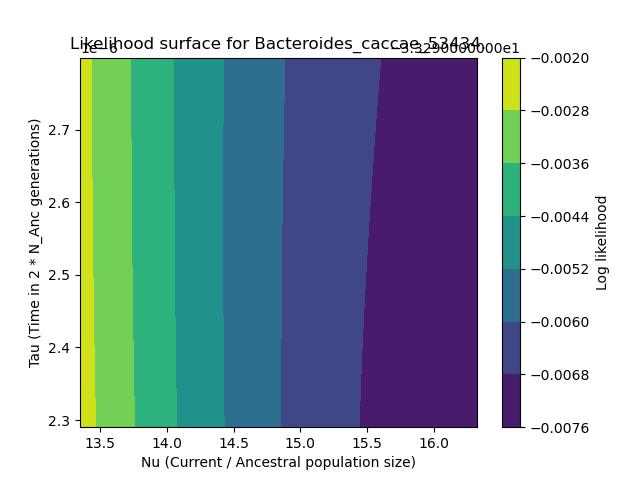 Likelihood surface for Bacteroides_caccae_53434.
1e−6
−3.3290000000e1
2.7
2.6
2.5
2.4
2.3
Tau (Time in 2 * N_Anc generations)
13.5 14.0 14.5 15.0 15.5 16.0
Nu (Current / Ancestral population size)
−0.0020
−0.0028
−0.0036
−0.0044
−0.0052
−0.0060
−0.0068
−0.0076
Log likelihood